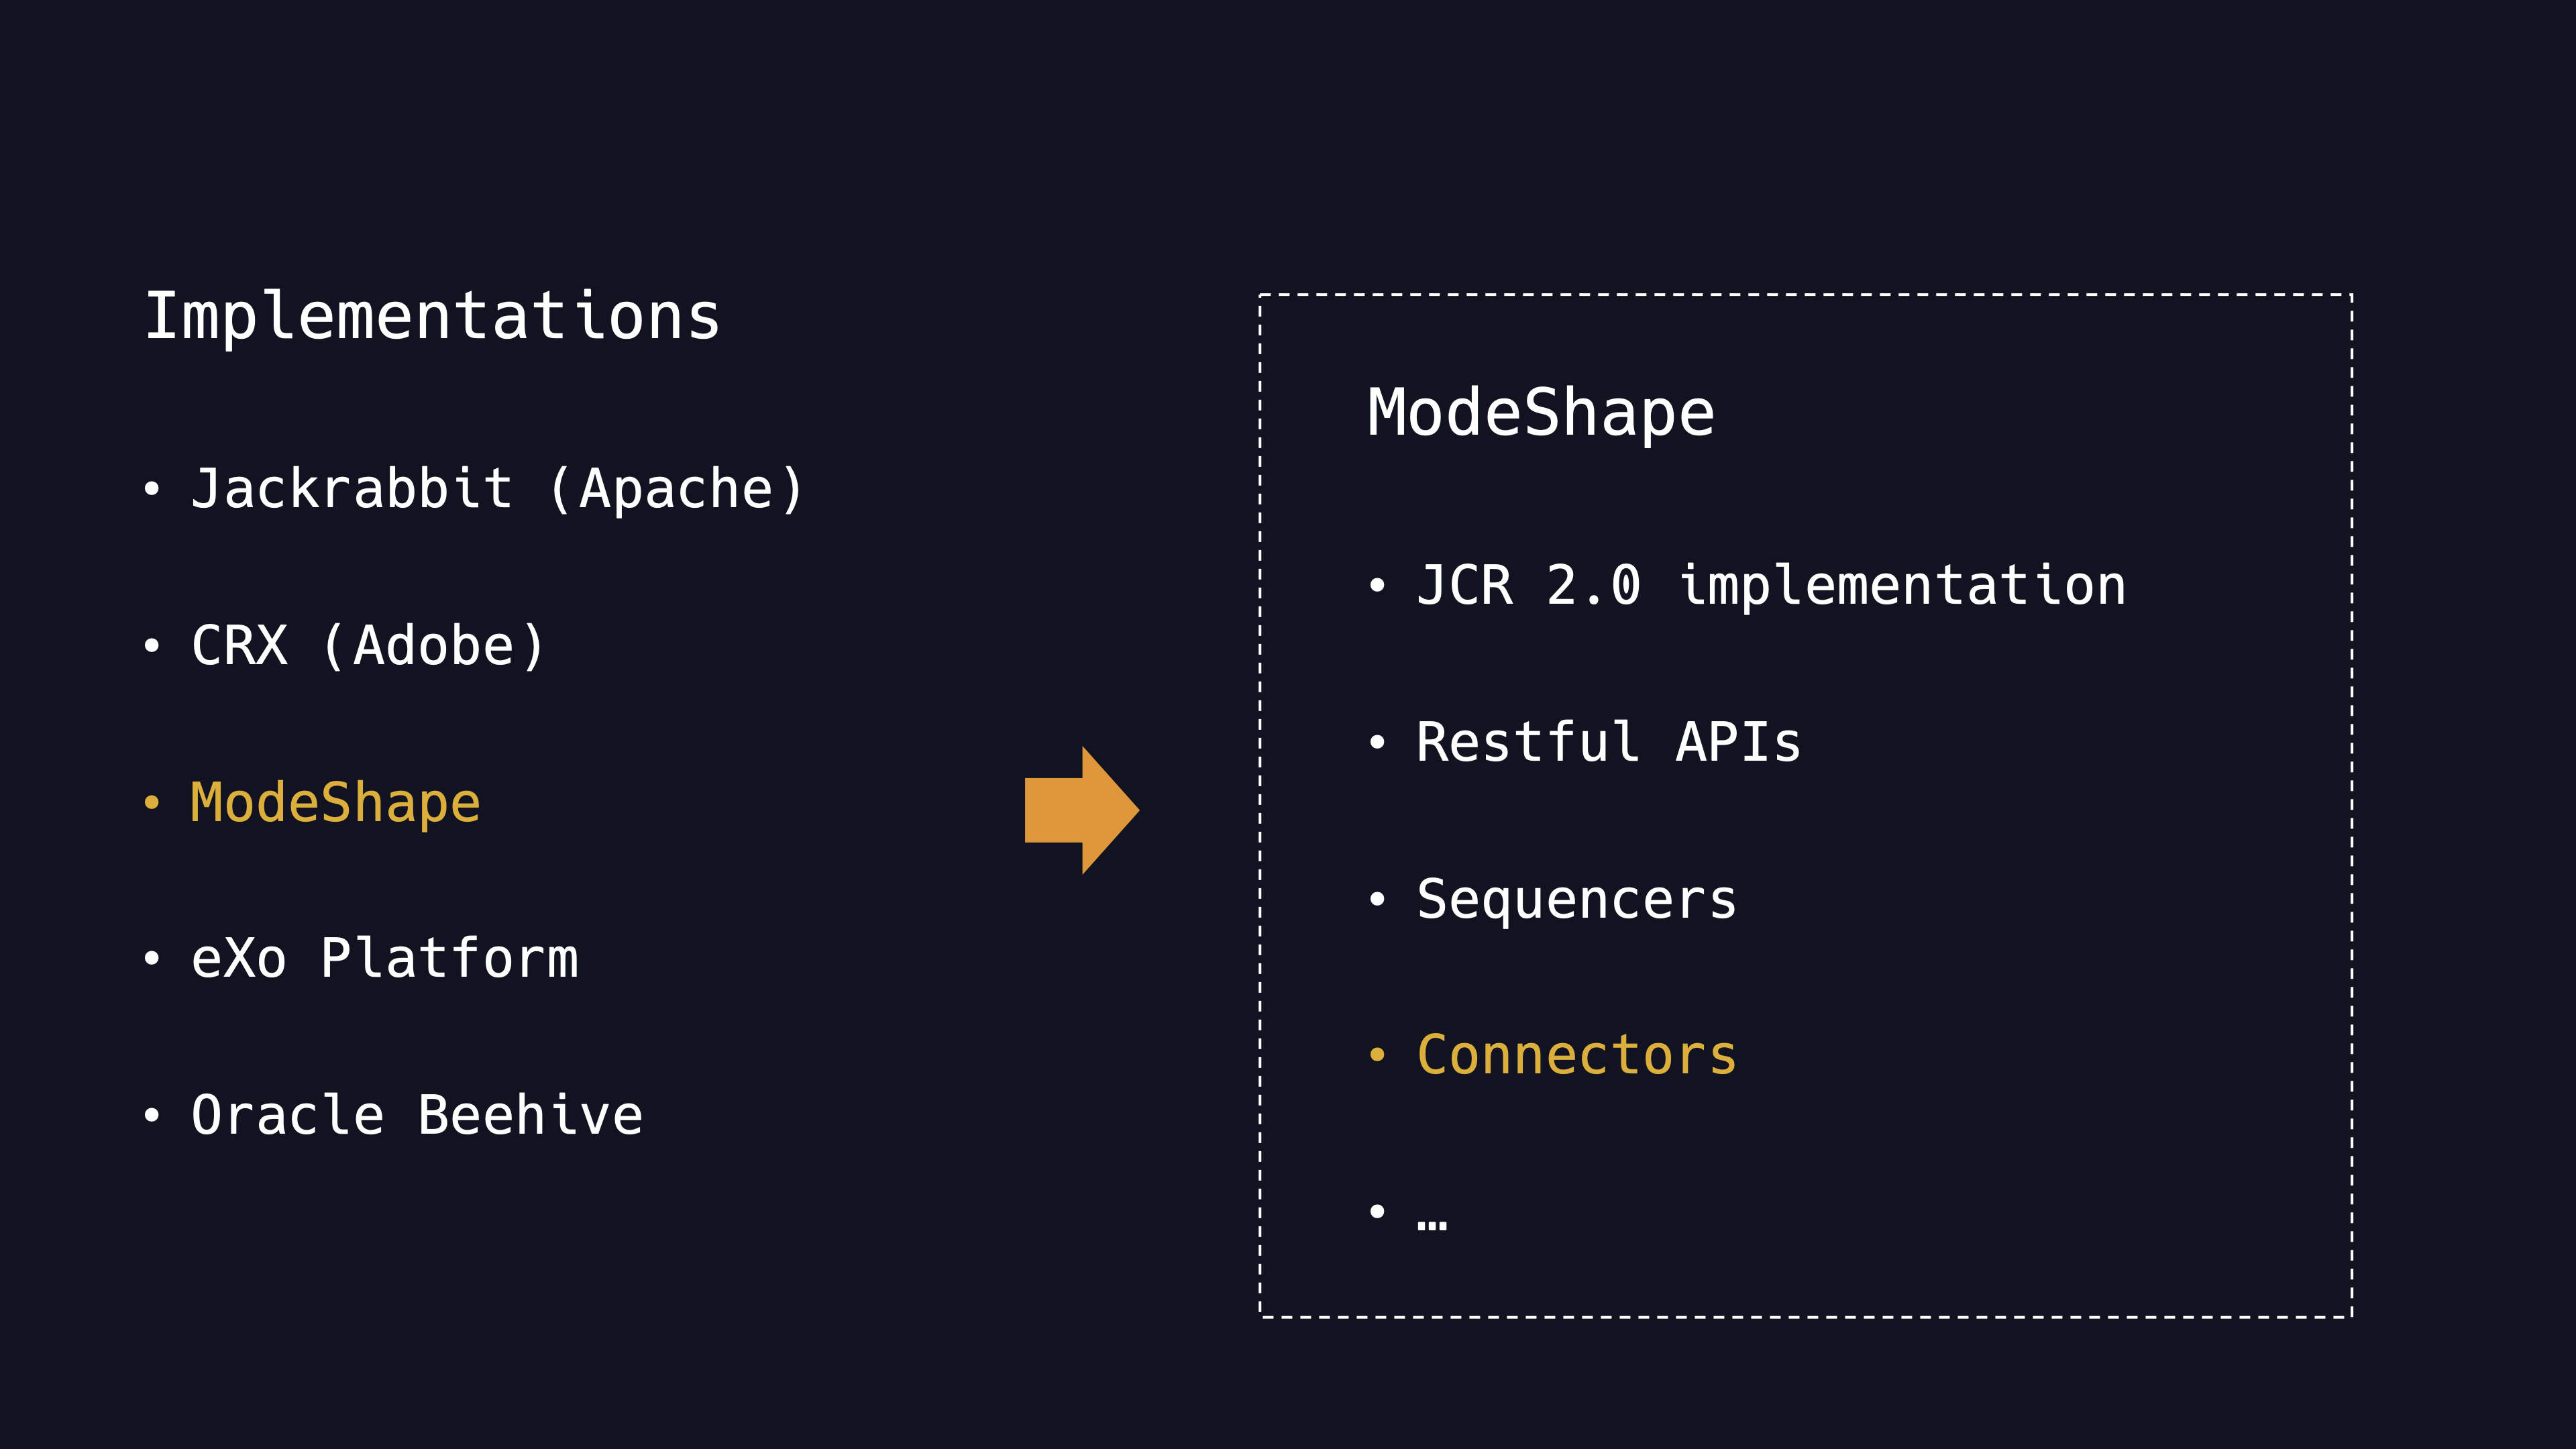 Implementations
• Jackrabbit (Apache)
• CRX (Adobe)
• ModeShape
• eXo Platform
• Oracle Beehive
ModeShape
• JCR 2.0 implementation
• Restful APIs
• Sequencers
• Connectors
• …